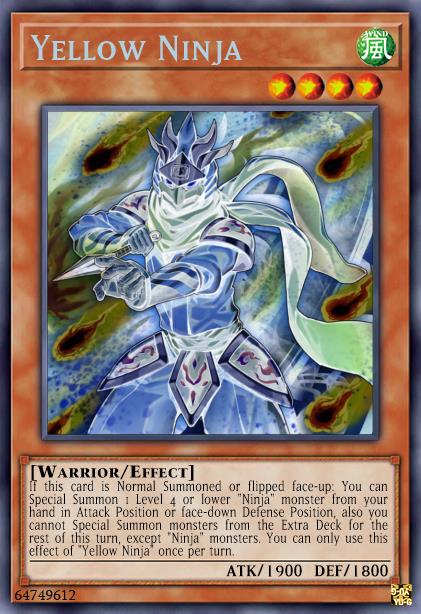 Yellow Ninja
WIND
風
[Warrior/Effect]
If this card is Normal Summoned or flipped face-up: You can
Special Summon 1 Level 4 or lower "Ninja" monster from your
hand in Attack Position or face-down Defense Position, also you
cannot Special Summon monsters from the Extra Deck for the
rest of this turn, except "Ninja" monsters. You can only use this
effect of "Yellow Ninja" once per turn.
ATK/1900 DEF/1800
64749612